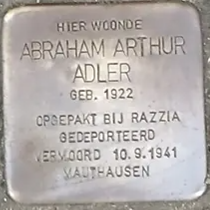 HIER WOONDE
ABRAHAM ARTHUR
ADLER
GEB. 1922
OPGEPAKT BIJ RAZZIA
GEDEPORTEERD
VERMOORD 10.9.1941
MAUTHAUSEN